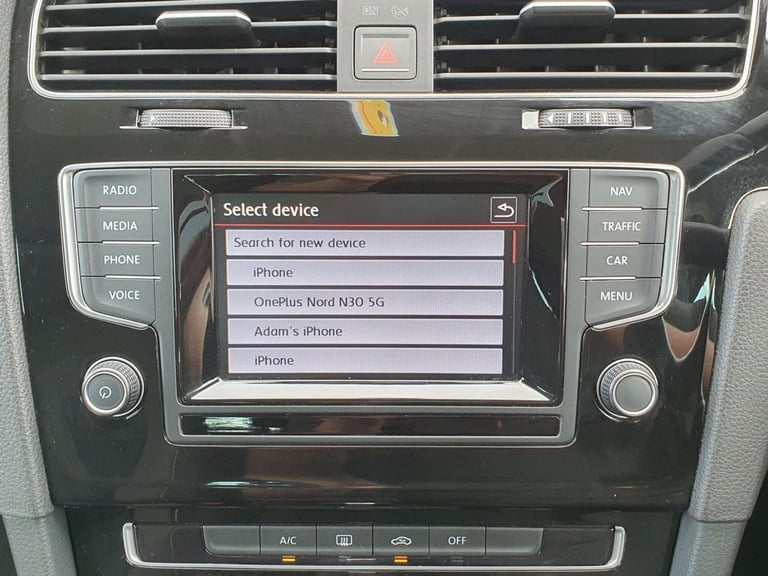 ON
RADIO
MEDIA
PHONE
VOICE
Select device
Search for new device
iPhone
OnePlus Nord N30 5G
Adam's iPhone
iPhone
NAV
TRAFFIC
CAR
MENU
A/C
OFF